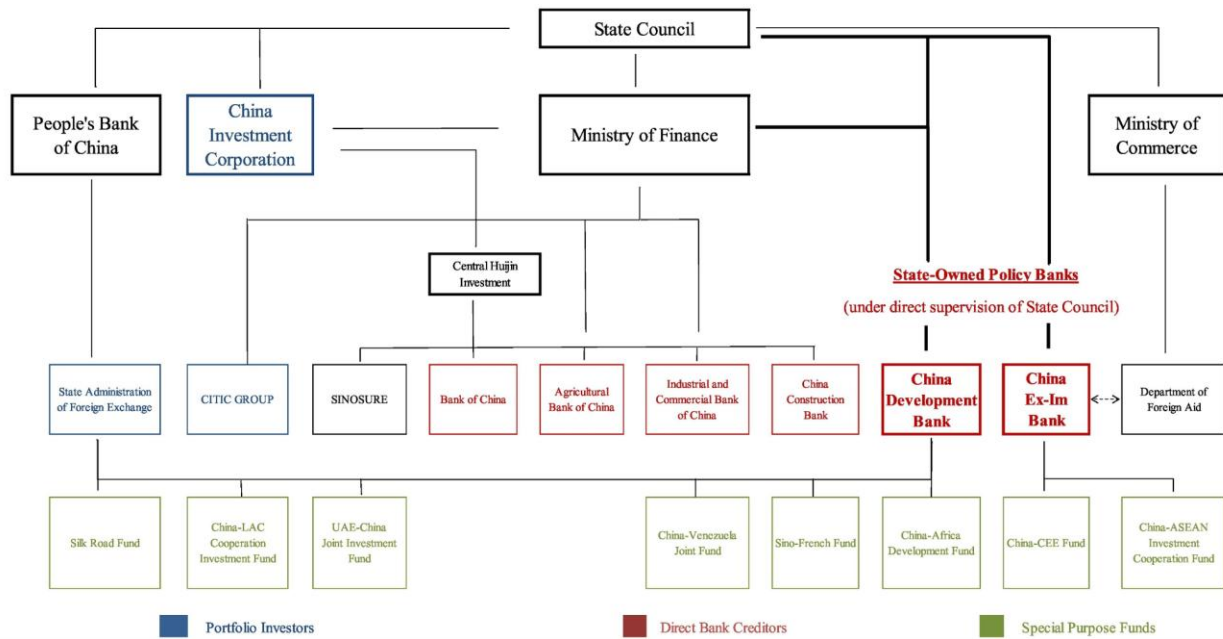 State Council
People's Bank
of China
China
Investment
Corporation
Ministry of Finance
Ministry of
Commerce
Central Huijin
Investment
State-Owned Policy Banks
(under direct supervision of State Council)
State Administration
of Foreign Exchange
CITIC GROUP
SINOSURE
Bank of China
Agricultural
Bank of China
Industrial and
Commercial Bank
of China
China
Construction
Bank
China
Development
Bank
China
Ex-Im
Bank
Department of
Foreign Aid
Silk Road Fund
China-LAC
Cooperation
Investment Fund
UAE-China
Joint Investment
Fund
China-Venezuela
Joint Fund
Sino-French Fund
China-Africa
Development Fund
China-CEE Fund
China-ASEAN
Investment
Cooperation Fund
Portfolio Investors
Direct Bank Creditors
Special Purpose Funds